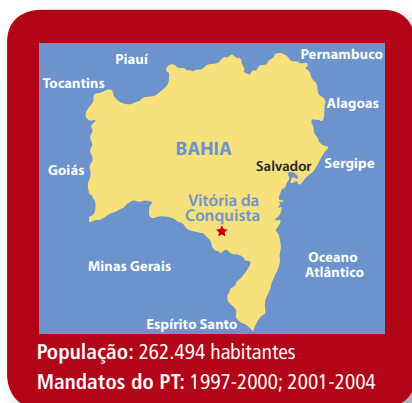 Piauí
Pernambuco
Tocantins
Alagoas
BAHIA
Goiás
Salvador
Sergipe
Vitória da
Conquista
Minas Gerais
Oceano
Atlântico
Espírito Santo
População: 262.494 habitantes
Mandatos do PT: 1997-2000; 2001-2004